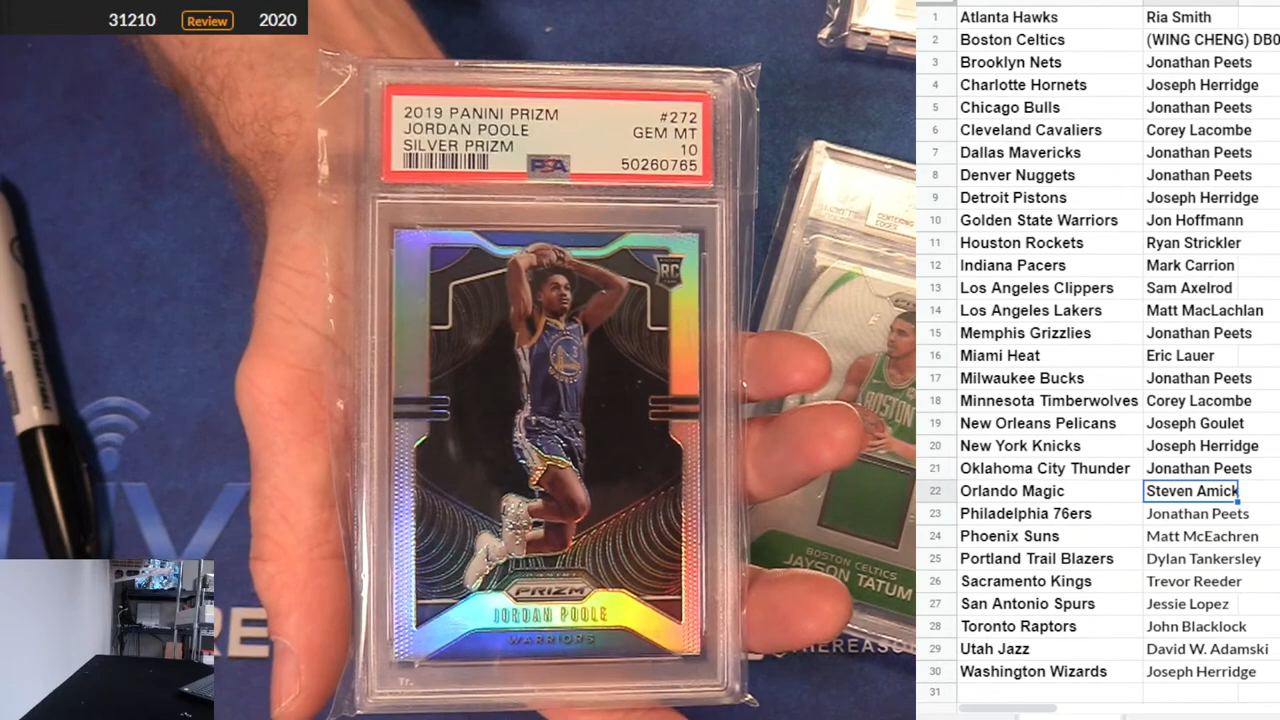 31210 Review 2020
2019 PANINI PRIZM #272
JORDAN POOLE GEM MT
SILVER PRIZM 10
PSA 50260765
RC
PRIZM
JORDAN POOLE
WARRIORS
Tr.
CENTERING
EDGES
BOSTON
BOSTON CELTICS
JAYSON TATUM
RE
1 Atlanta Hawks Ria Smith
2 Boston Celtics (WING CHENG) DB0
3 Brooklyn Nets Jonathan Peets
4 Charlotte Hornets Joseph Herridge
5 Chicago Bulls Jonathan Peets
6 Cleveland Cavaliers Corey Lacombe
7 Dallas Mavericks Jonathan Peets
8 Denver Nuggets Jonathan Peets
9 Detroit Pistons Joseph Herridge
10 Golden State Warriors Jon Hoffmann
11 Houston Rockets Ryan Strickler
12 Indiana Pacers Mark Carrion
13 Los Angeles Clippers Sam Axelrod
14 Los Angeles Lakers Matt MacLachlan
15 Memphis Grizzlies Jonathan Peets
16 Miami Heat Eric Lauer
17 Milwaukee Bucks Jonathan Peets
18 Minnesota Timberwolves Corey Lacombe
19 New Orleans Pelicans Joseph Goulet
20 New York Knicks Joseph Herridge
21 Oklahoma City Thunder Jonathan Peets
22 Orlando Magic Steven Amick
23 Philadelphia 76ers Jonathan Peets
24 Phoenix Suns Matt McEachren
25 Portland Trail Blazers Dylan Tankersley
26 Sacramento Kings Trevor Reeder
27 San Antonio Spurs Jessie Lopez
28 Toronto Raptors John Blacklock
29 Utah Jazz David W. Adamski
30 Washington Wizards Joseph Herridge
31